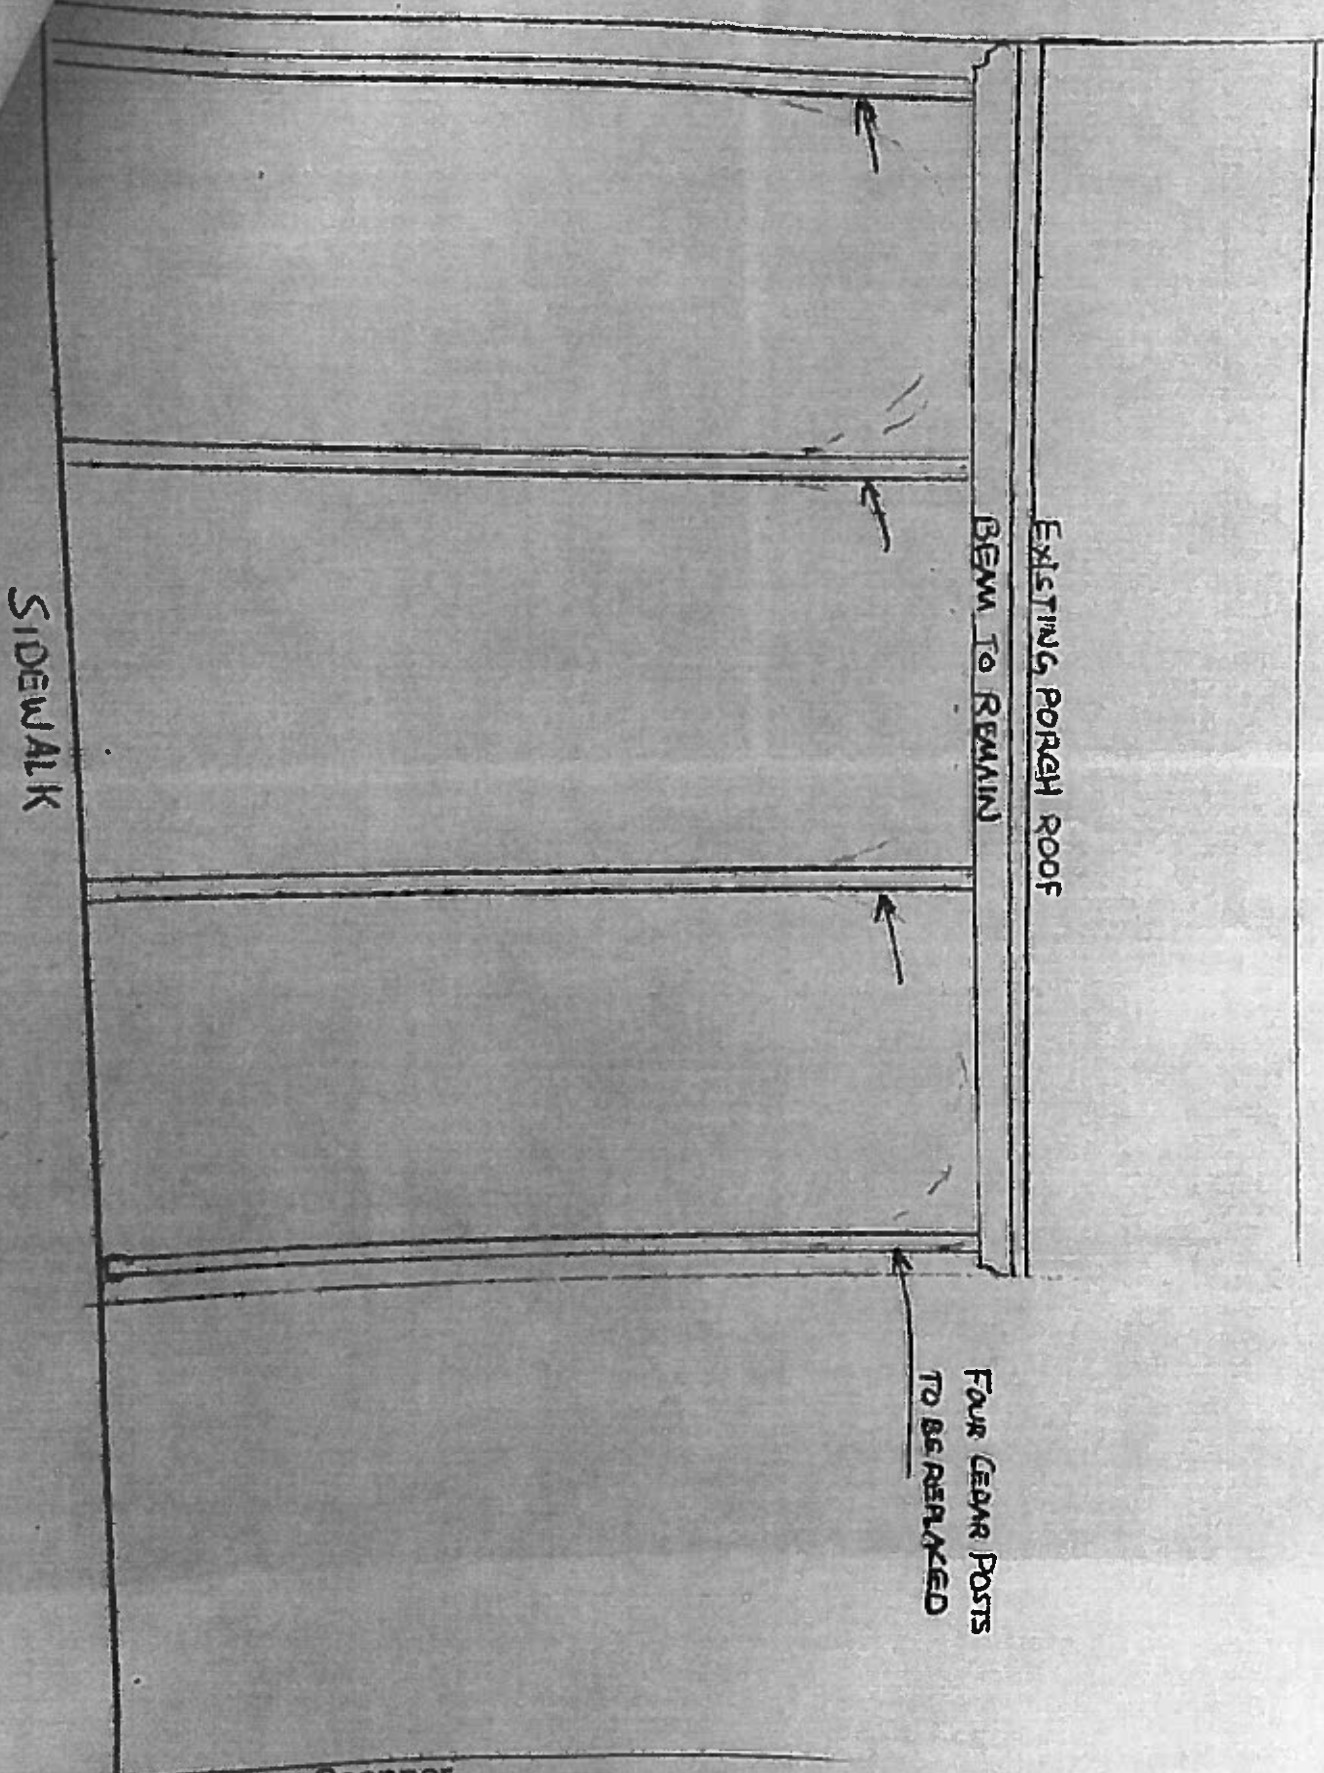 EXISTING PORCH ROOF
BEAM TO REMAIN
FOUR CEDAR POSTS
TO BE REPLACED
SIDEWALK